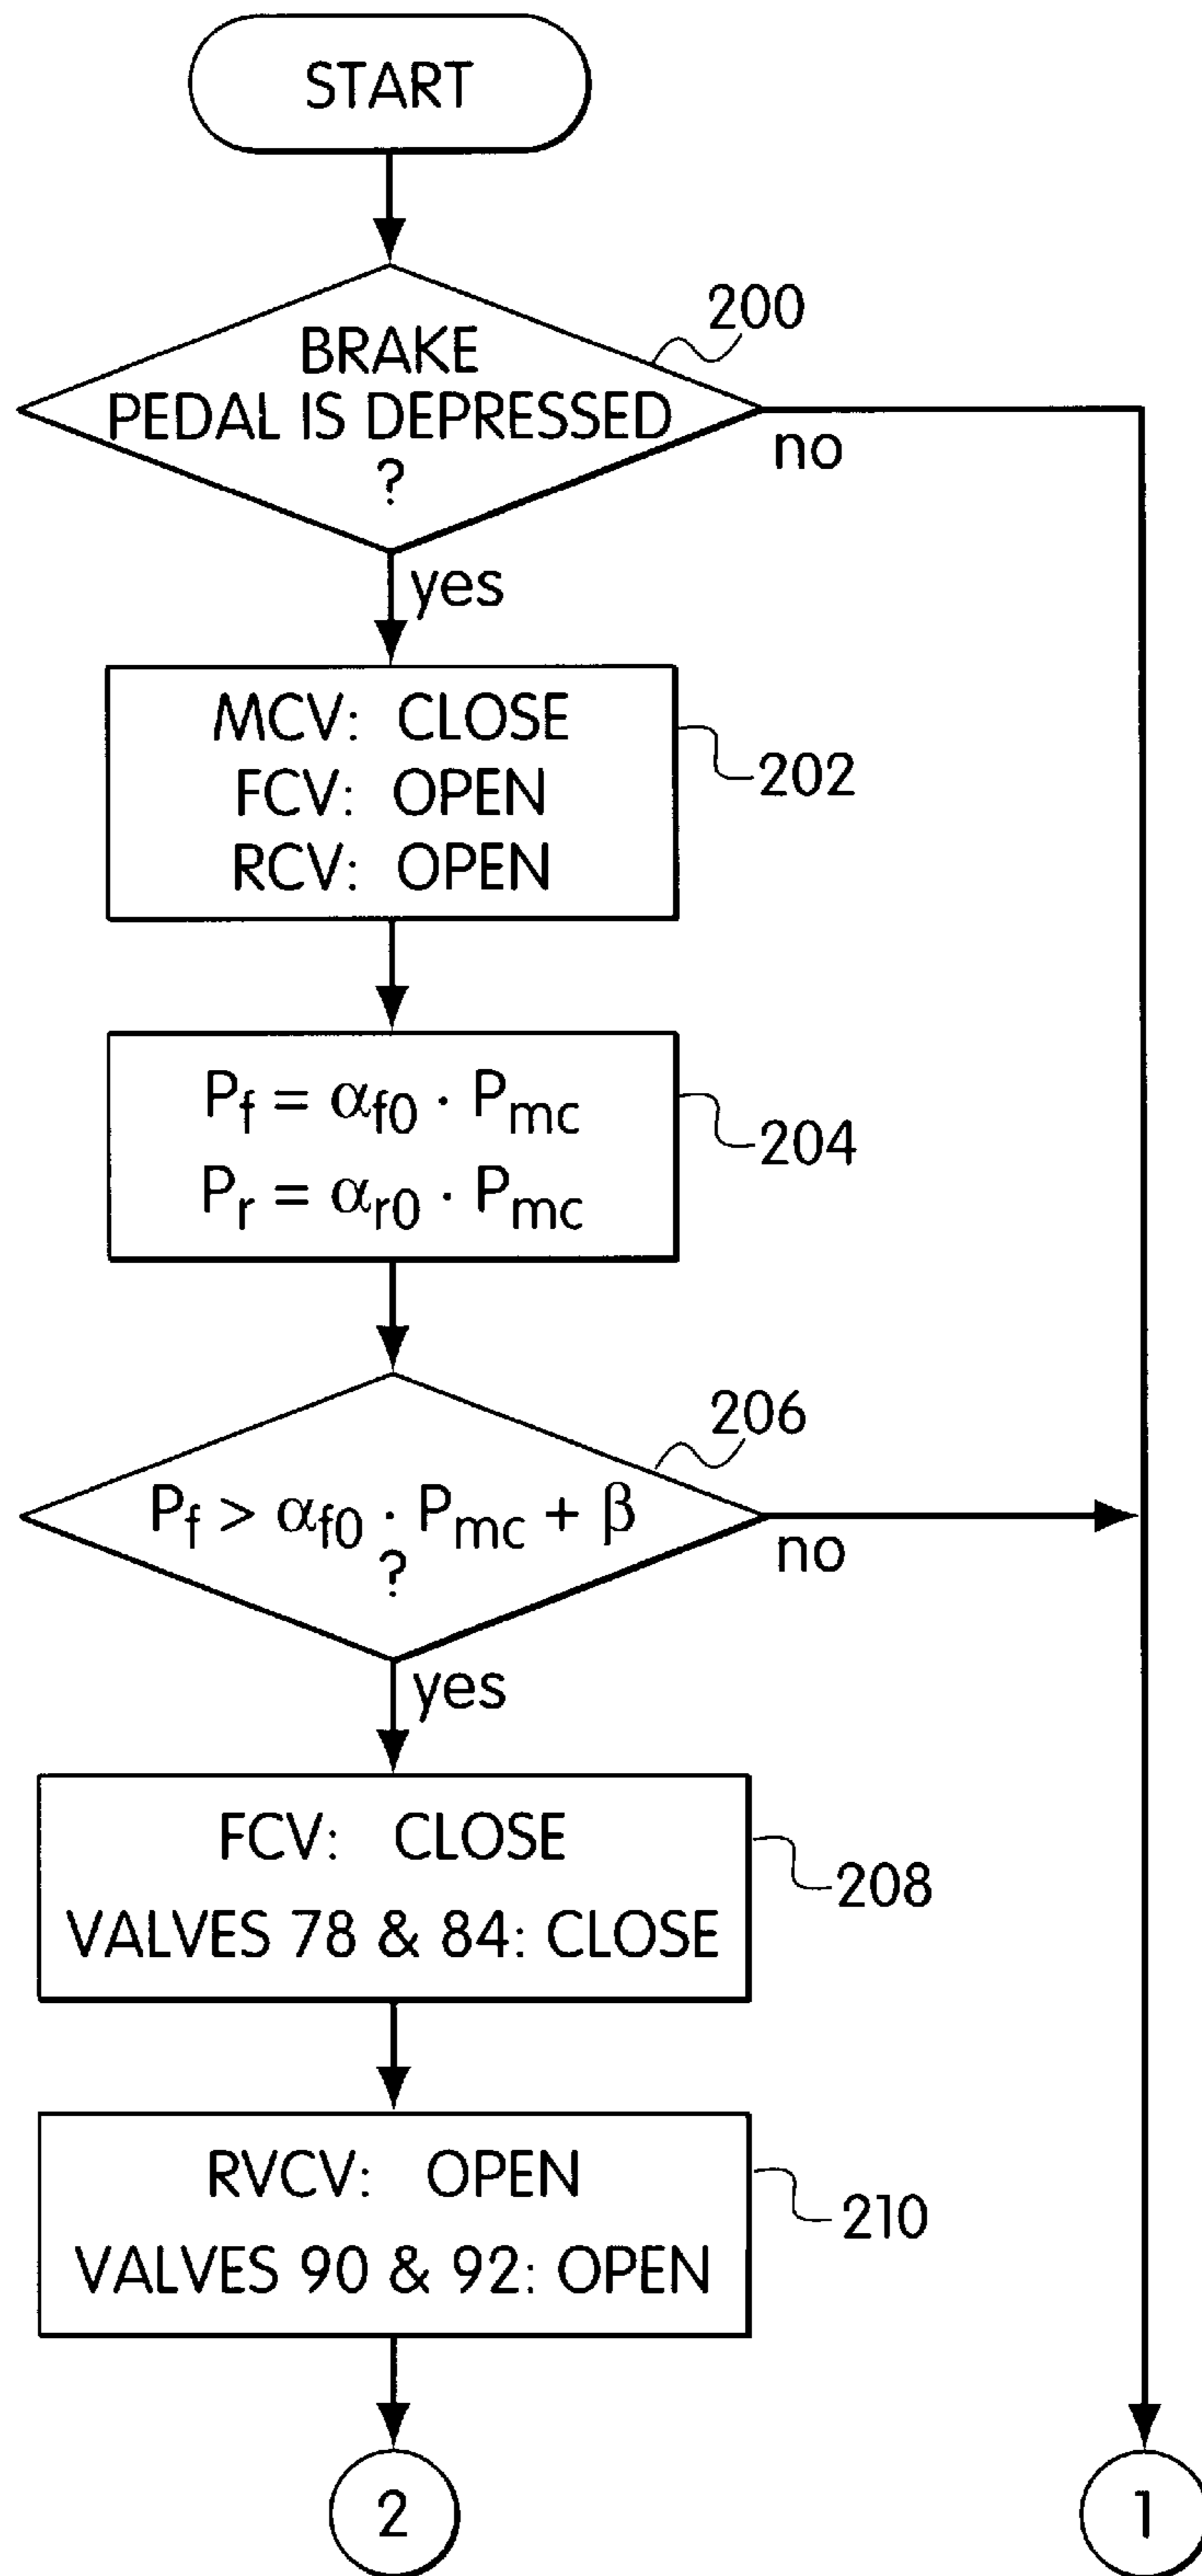 START
200
BRAKE
PEDAL IS DEPRESSED
?
no
yes
MCV: CLOSE
FCV: OPEN
RCV: OPEN
202
Pf = αf0 · Pmc
Pr = αr0 · Pmc
204
206
Pf > αf0 · Pmc + β
?
no
yes
FCV: CLOSE
VALVES 78 & 84: CLOSE
208
RVCV: OPEN
VALVES 90 & 92: OPEN
210
2
1